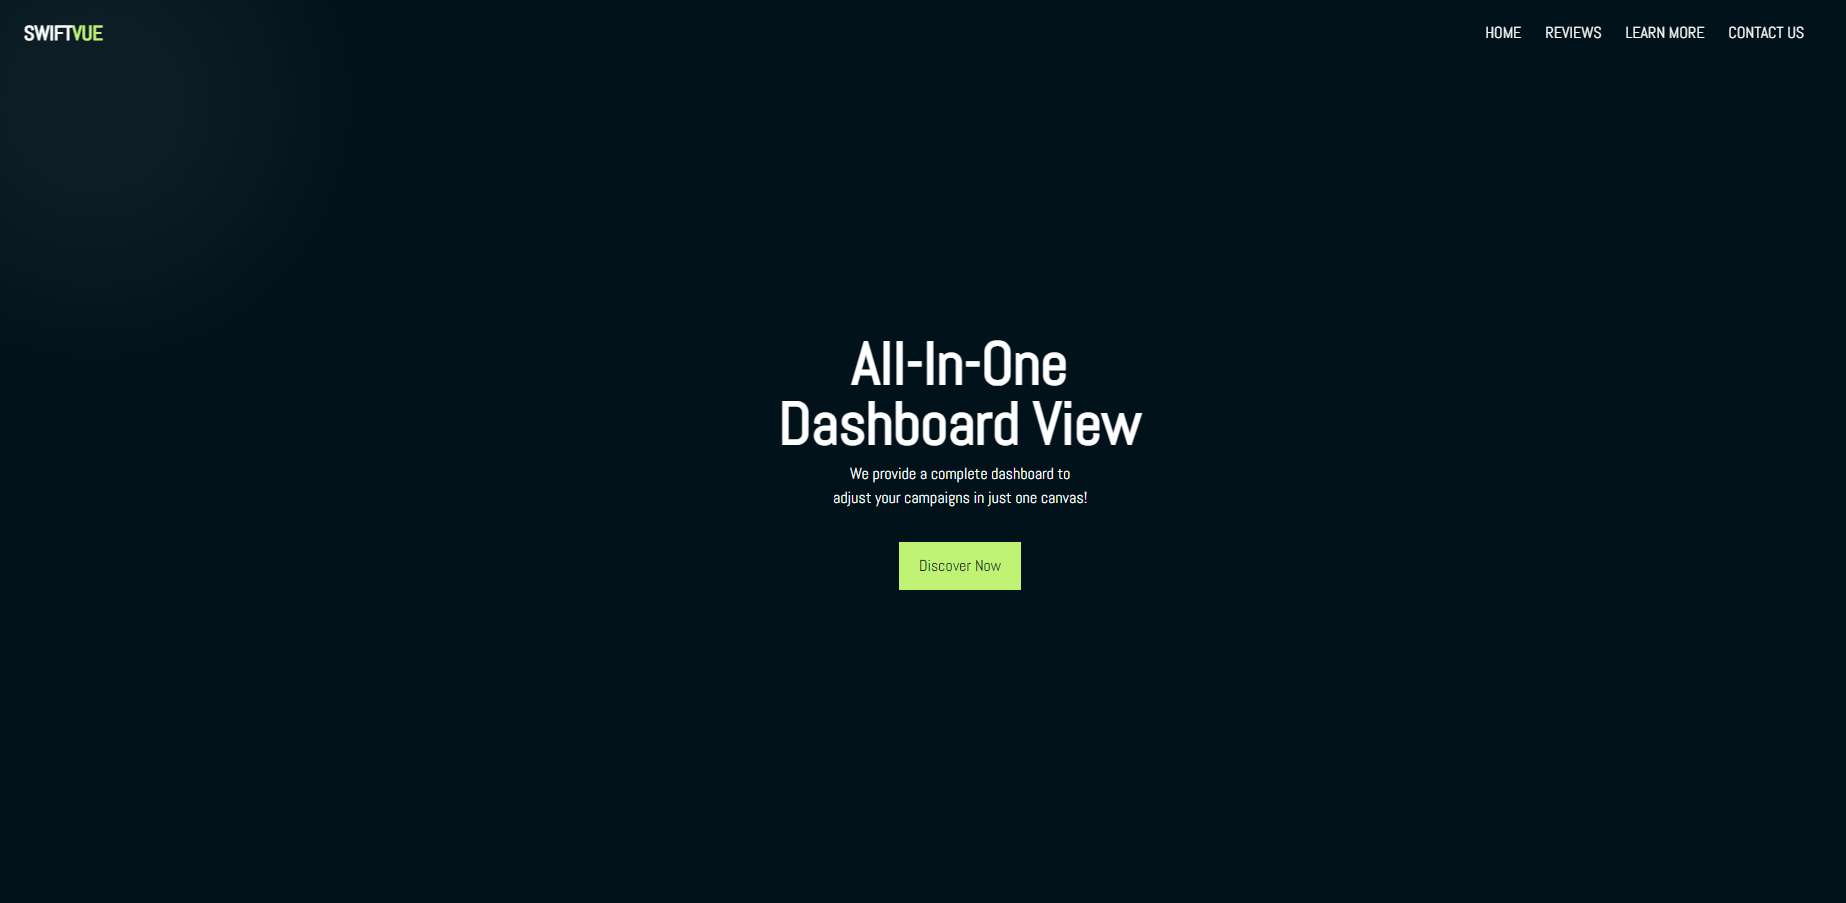 SWIFTVUE
HOME REVIEWS LEARN MORE CONTACT US
All-In-One
Dashboard View
We provide a complete dashboard to
adjust your campaigns in just one canvas!
Discover Now